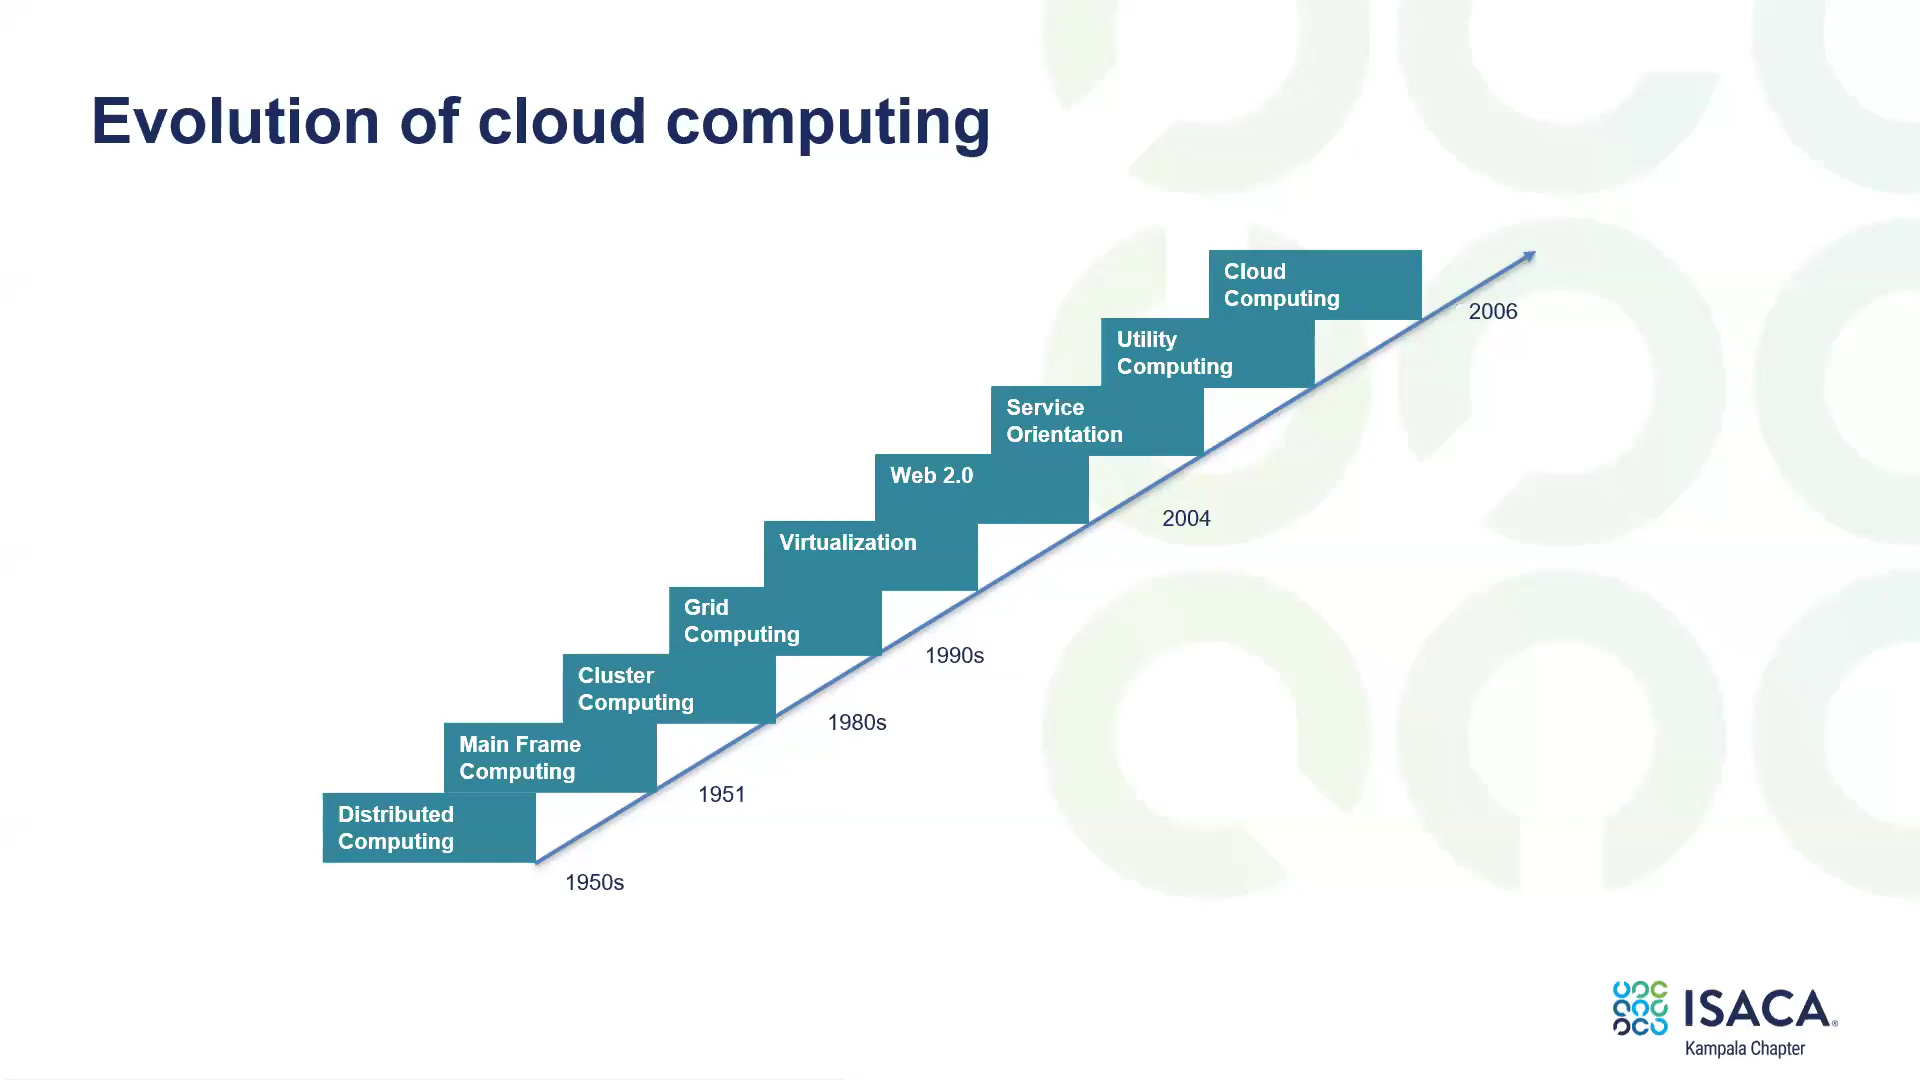 Evolution of cloud computing
Cloud
Computing
2006
Utility
Computing
Service
Orientation
Web 2.0
2004
Virtualization
Grid
Computing
1990s
Cluster
Computing
1980s
Main Frame
Computing
1951
Distributed
Computing
1950s
ISACA®
Kampala Chapter